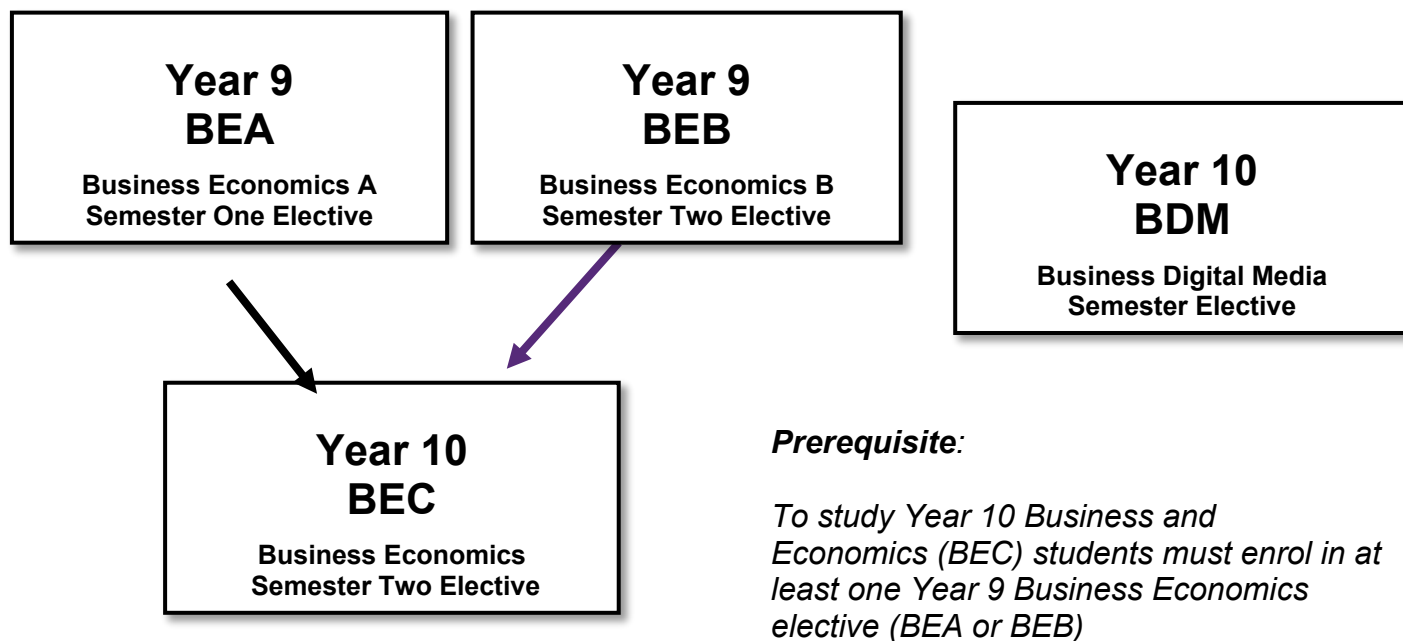 Year 9
BEA
Business Economics A
Semester One Elective
Year 9
BEB
Business Economics B
Semester Two Elective
Year 10
BDM
Business Digital Media
Semester Elective
Year 10
BEC
Business Economics
Semester Two Elective
Prerequisite:
To study Year 10 Business and
Economics (BEC) students must enrol in at
least one Year 9 Business Economics
elective (BEA or BEB)